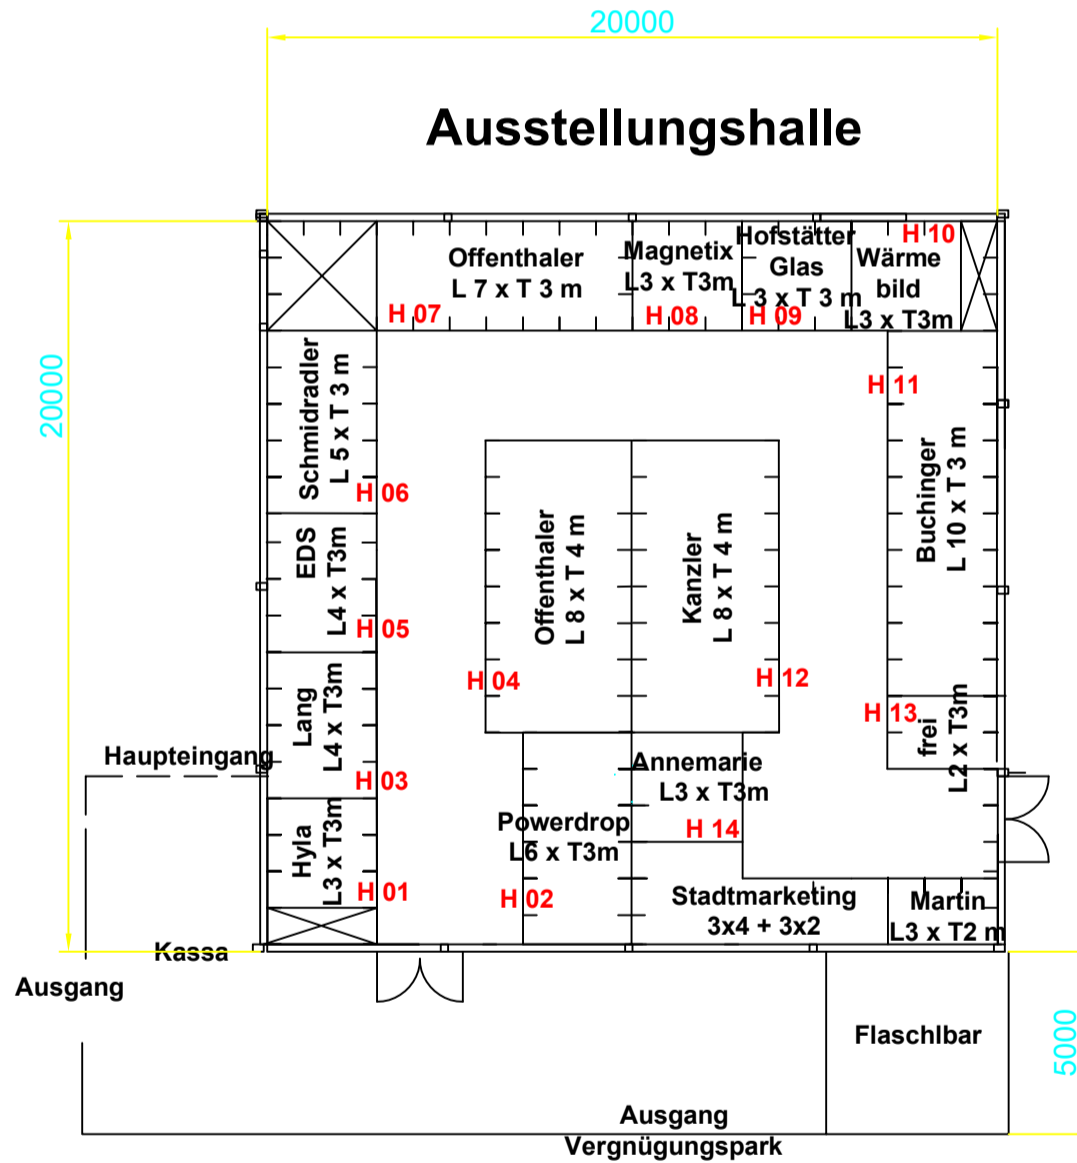 20000
Ausstellungshalle
20000
Offenthaler
L 7 x T 3 m
H 07
Magnetix
L3 x T3m
H 08
Hofstätter
Glas
L 3 x T 3 m
H 09
H 10
Wärme
bild
L3 x T3m
Schmidradler
L 5 x T 3 m
H 06
H 11
Buchinger
L 10 x T 3 m
EDS
L4 x T3m
H 05
Offenthaler
L 8 x T 4 m
H 04
Kanzler
L 8 x T 4 m
H 12
Lang
L4 x T3m
H 03
H 13
frei
L2 x T3m
Haupteingang
Annemarie
L3 x T3m
H 14
Hyla
L3 x T3m
H 01
Powerdrop
L6 x T3m
H 02
Stadtmarketing
3x4 + 3x2
Martin
L3 x T2 m
Kassa
Ausgang
Flaschlbar
5000
Ausgang
Vergnügungspark